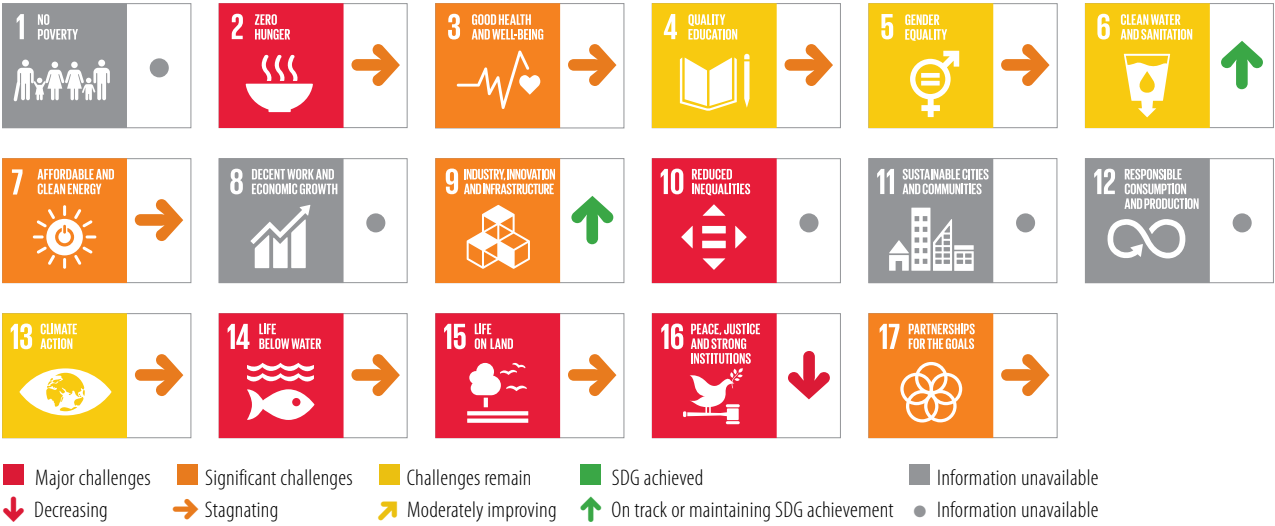 1 NO
POVERTY
2 ZERO
HUNGER
3 GOOD HEALTH
AND WELL-BEING
4 QUALITY
EDUCATION
5 GENDER
EQUALITY
6 CLEAN WATER
AND SANITATION
7 AFFORDABLE AND
CLEAN ENERGY
8 DECENT WORK AND
ECONOMIC GROWTH
9 INDUSTRY, INNOVATION
AND INFRASTRUCTURE
10 REDUCED
INEQUALITIES
11 SUSTAINABLE CITIES
AND COMMUNITIES
12 RESPONSIBLE
CONSUMPTION
AND PRODUCTION
13 CLIMATE
ACTION
14 LIFE
BELOW WATER
15 LIFE
ON LAND
16 PEACE, JUSTICE
AND STRONG
INSTITUTIONS
17 PARTNERSHIPS
FOR THE GOALS
Major challenges Significant challenges Challenges remain SDG achieved Information unavailable
Decreasing Stagnating Moderately improving On track or maintaining SDG achievement Information unavailable